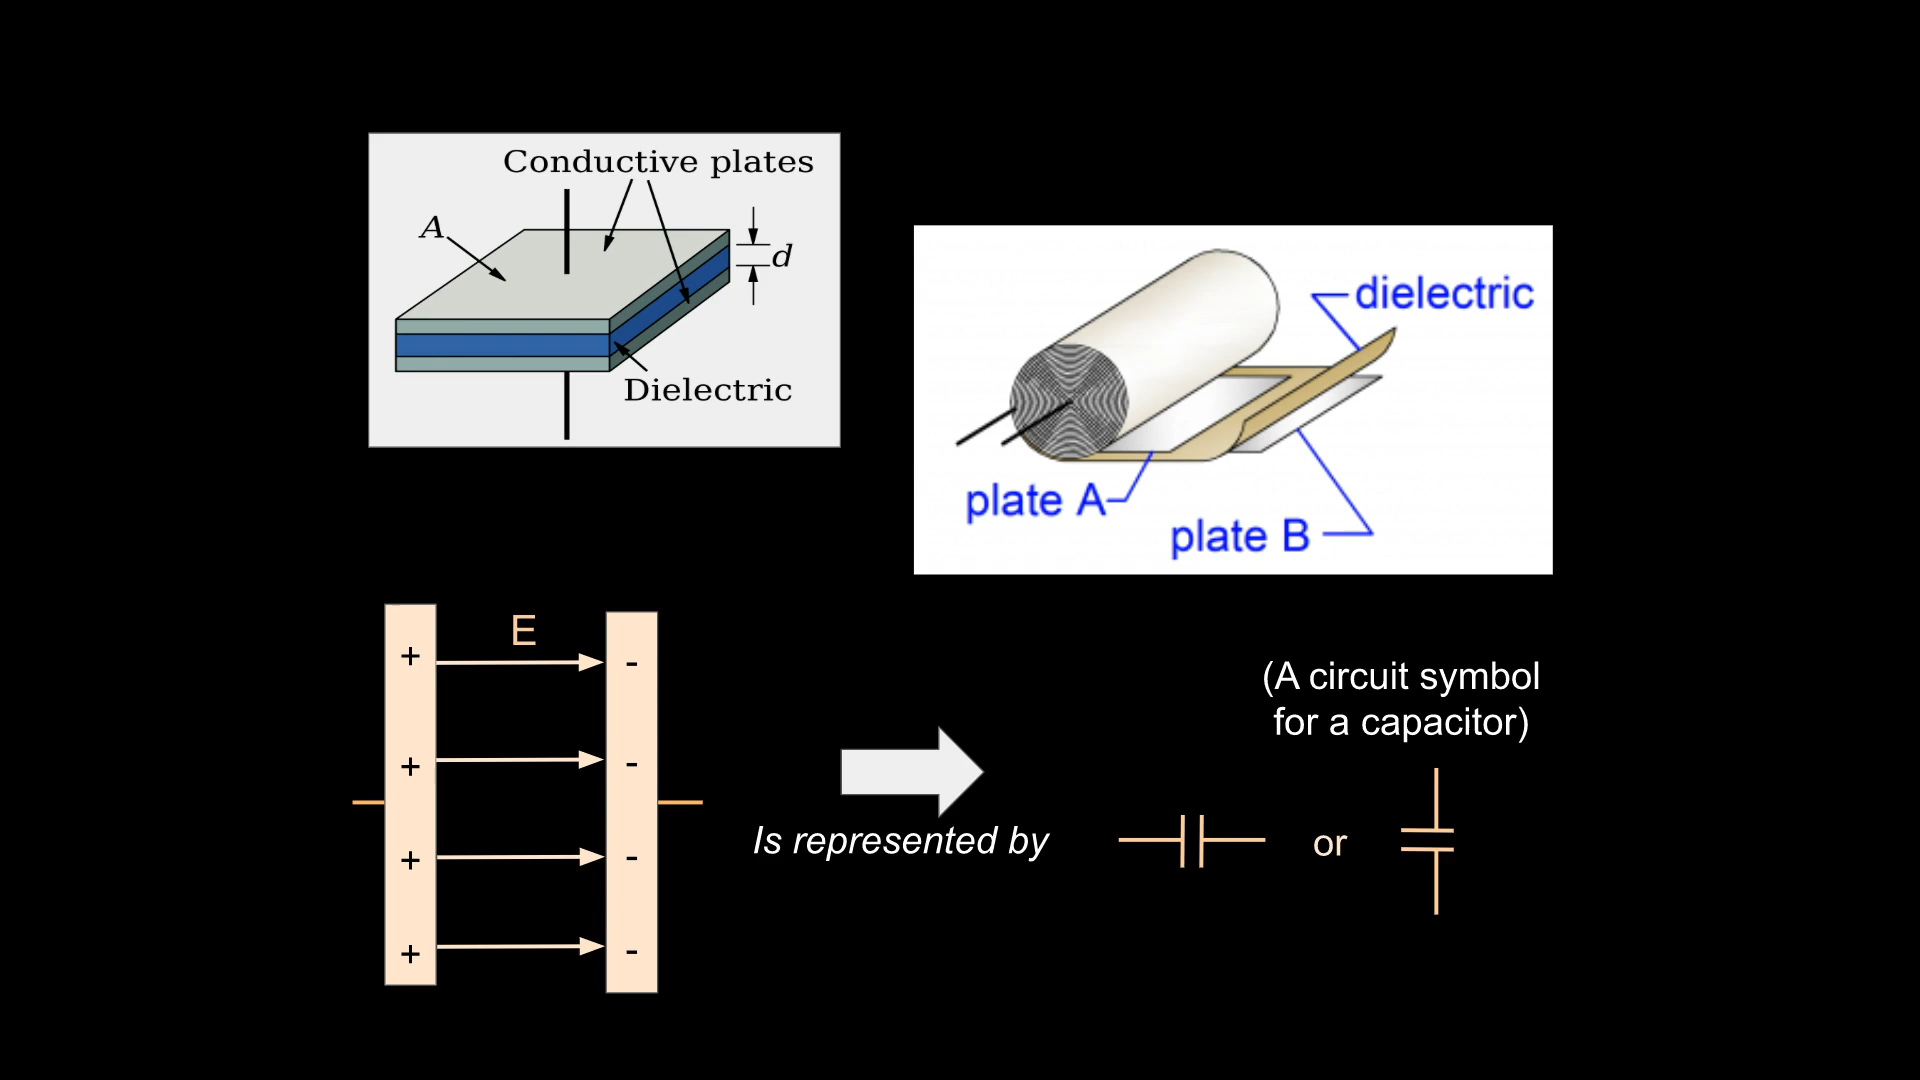 Conductive plates
A
d
Dielectric
dielectric
plate A
plate B
E
+ -
+ -
+ -
+ -
Is represented by
(A circuit symbol
for a capacitor)
or